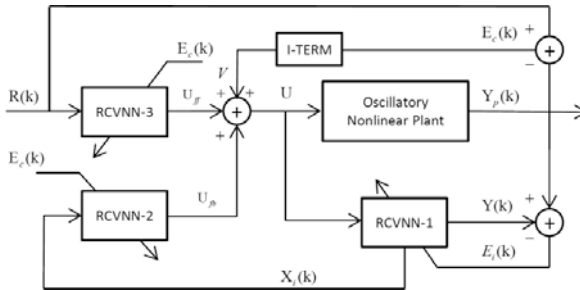 E_c(k)
+
I-TERM
E_c(k)
−
V
R(k)
RCVNN-3
U_ff
+
+
+
+
U
Oscillatory
Nonlinear Plant
Y_p(k)
E_c(k)
RCVNN-2
U_fb
RCVNN-1
Y(k)
+
+
−
E_i(k)
X_i(k)